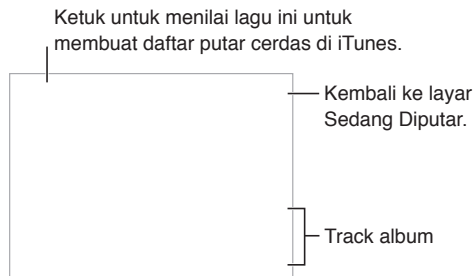 Ketuk untuk menilai lagu ini untuk
membuat daftar putar cerdas di iTunes.
Kembali ke layar
Sedang Diputar.
Track album